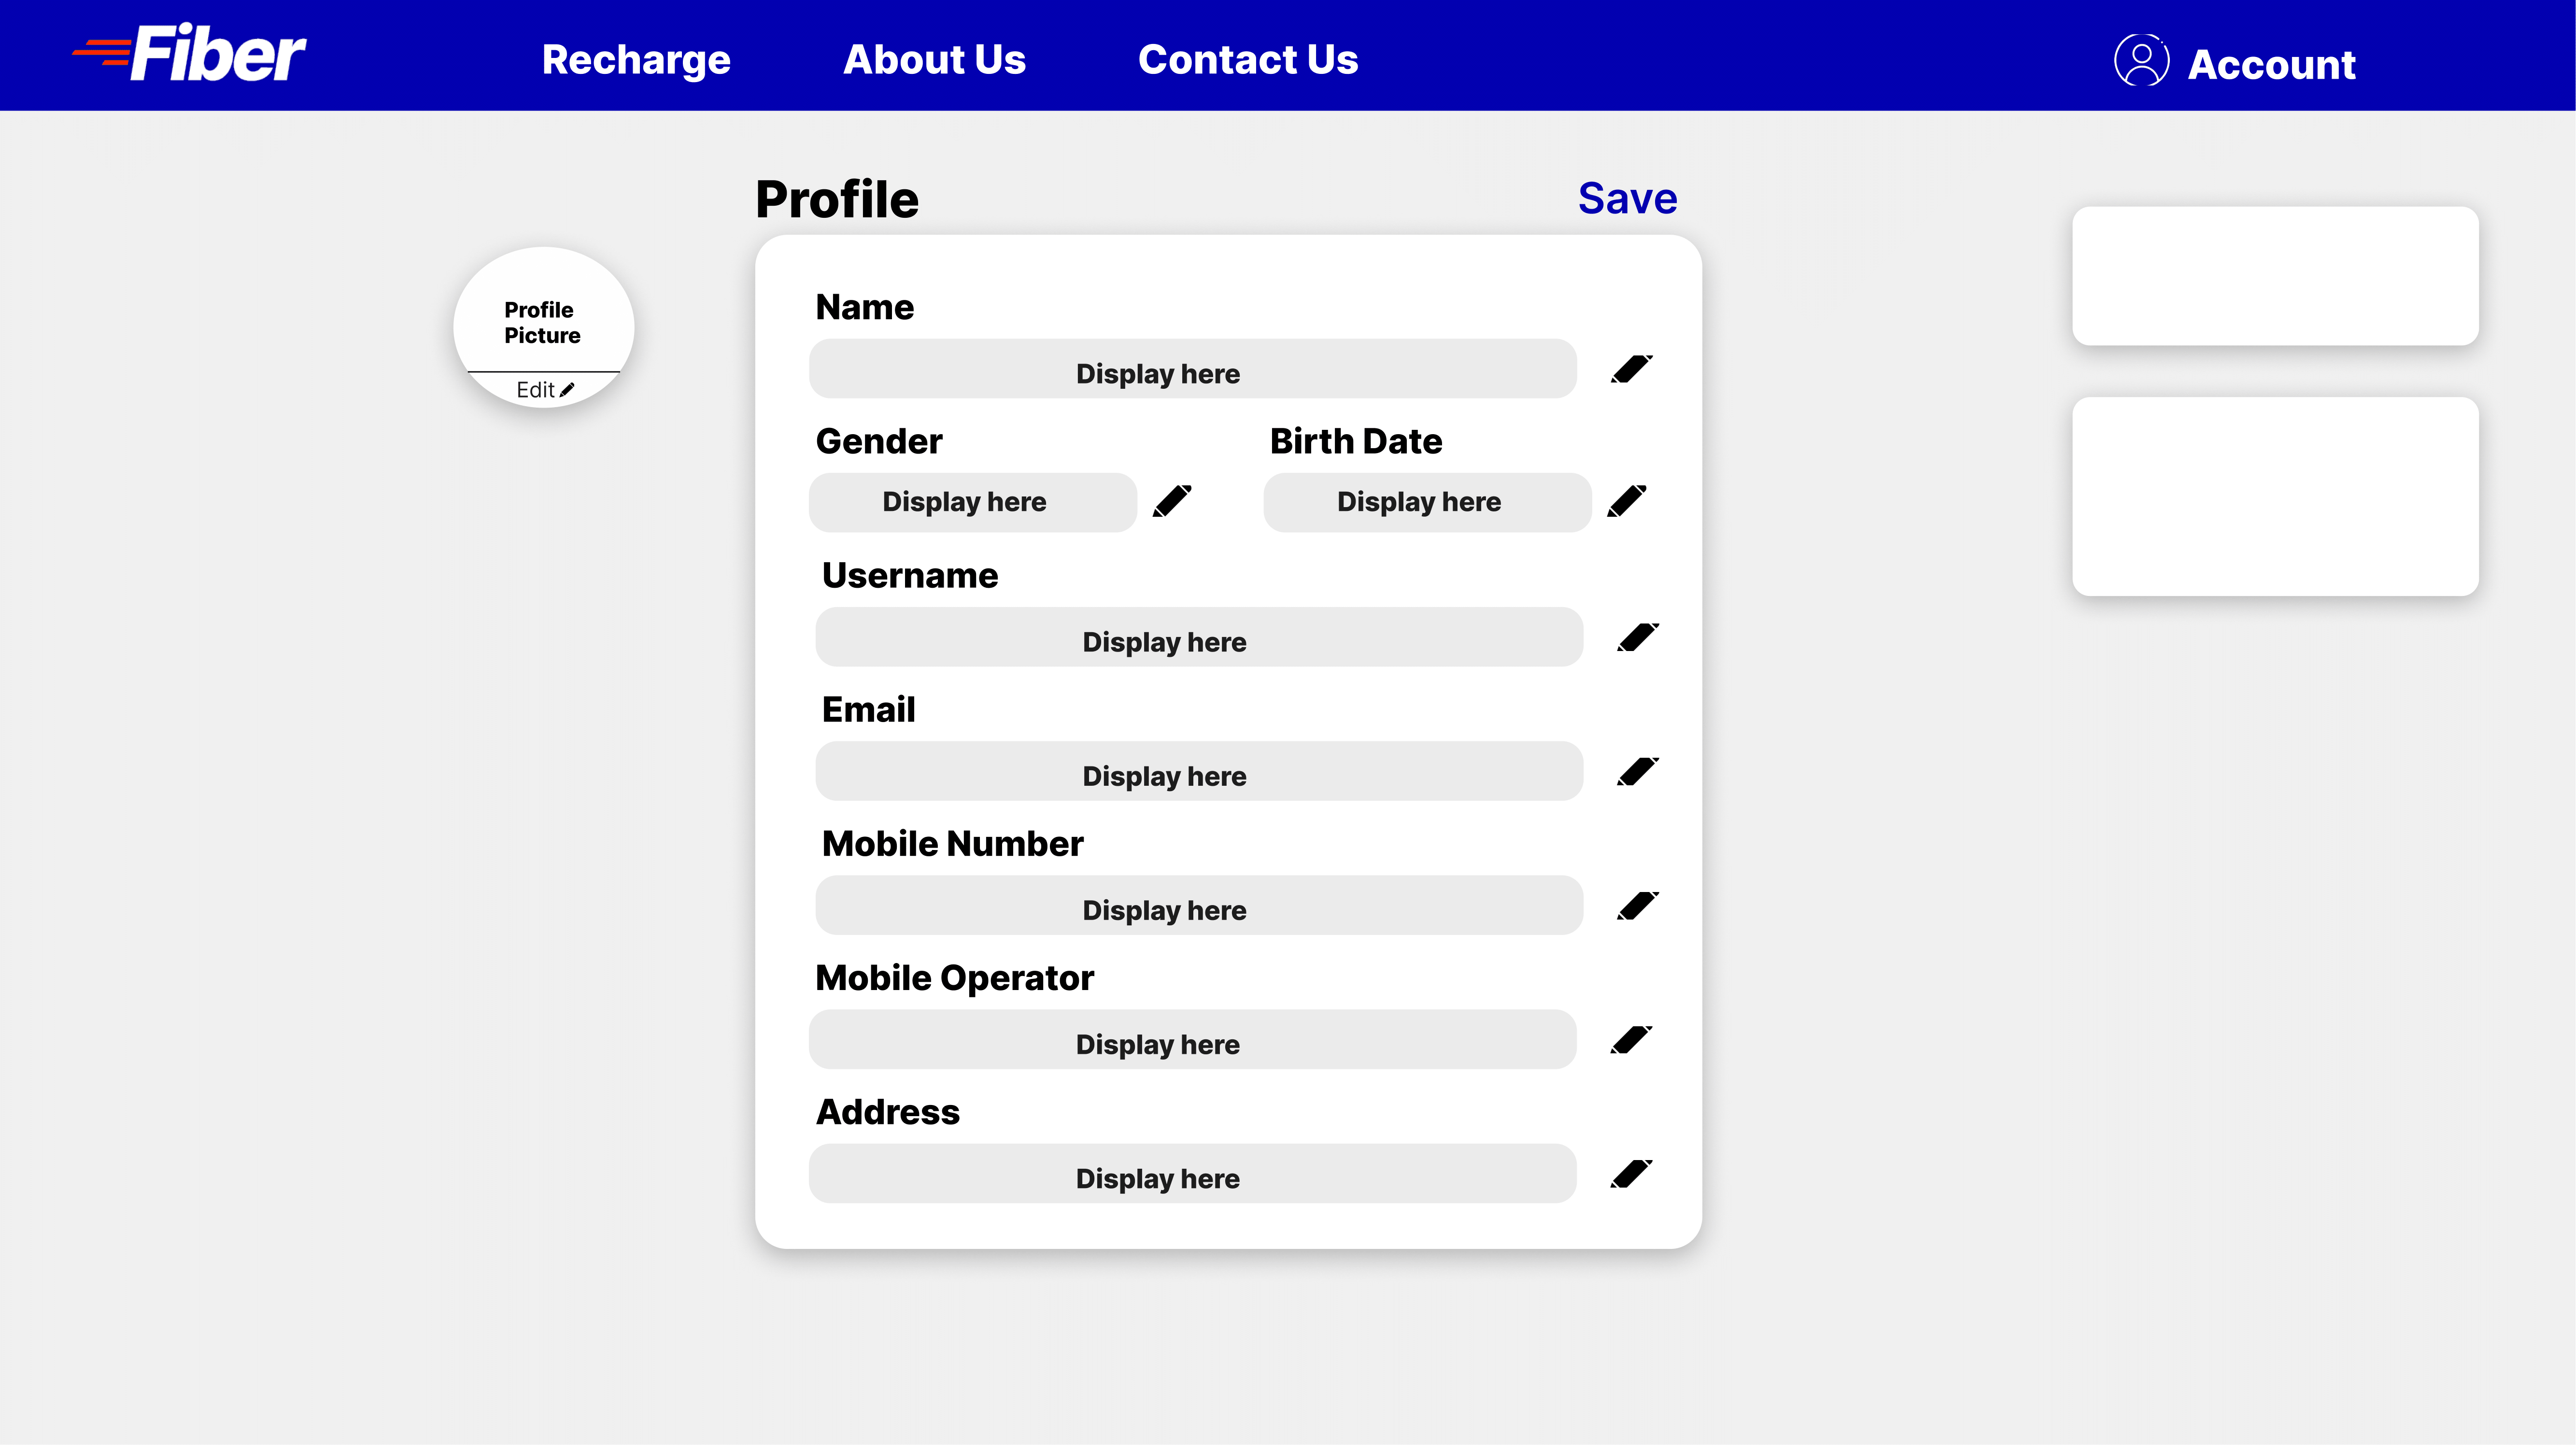 Fiber
Recharge
About Us
Contact Us
Account
Profile
Save
Profile
Picture
Edit
Name
Display here
Gender
Birth Date
Display here
Display here
Username
Display here
Email
Display here
Mobile Number
Display here
Mobile Operator
Display here
Address
Display here